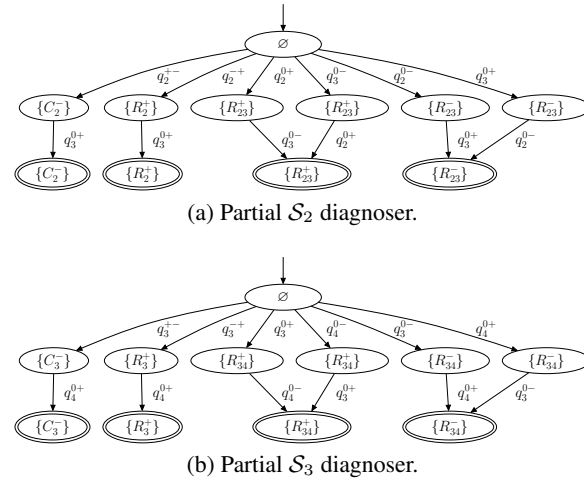 ∅
q₂⁺⁻ q₂⁻⁺ q₂⁰⁺ q₃⁰⁻ q₂⁰⁻ q₃⁰⁺
{C₂⁻} {R₂⁺} {R₂₃⁺} {R₂₃⁺} {R₂₃⁻} {R₂₃⁻}
q₃⁰⁺ q₃⁰⁺ q₃⁰⁻ q₂⁰⁺ q₃⁰⁺ q₂⁰⁻
{C₂⁻} {R₂⁺} {R₂₃⁺} {R₂₃⁻}
(a) Partial 𝒮₂ diagnoser.
∅
q₃⁺⁻ q₃⁻⁺ q₃⁰⁺ q₄⁰⁻ q₃⁰⁻ q₄⁰⁺
{C₃⁻} {R₃⁺} {R₃₄⁺} {R₃₄⁺} {R₃₄⁻} {R₃₄⁻}
q₄⁰⁺ q₄⁰⁺ q₄⁰⁻ q₃⁰⁺ q₄⁰⁺ q₃⁰⁻
{C₃⁻} {R₃⁺} {R₃₄⁺} {R₃₄⁻}
(b) Partial 𝒮₃ diagnoser.